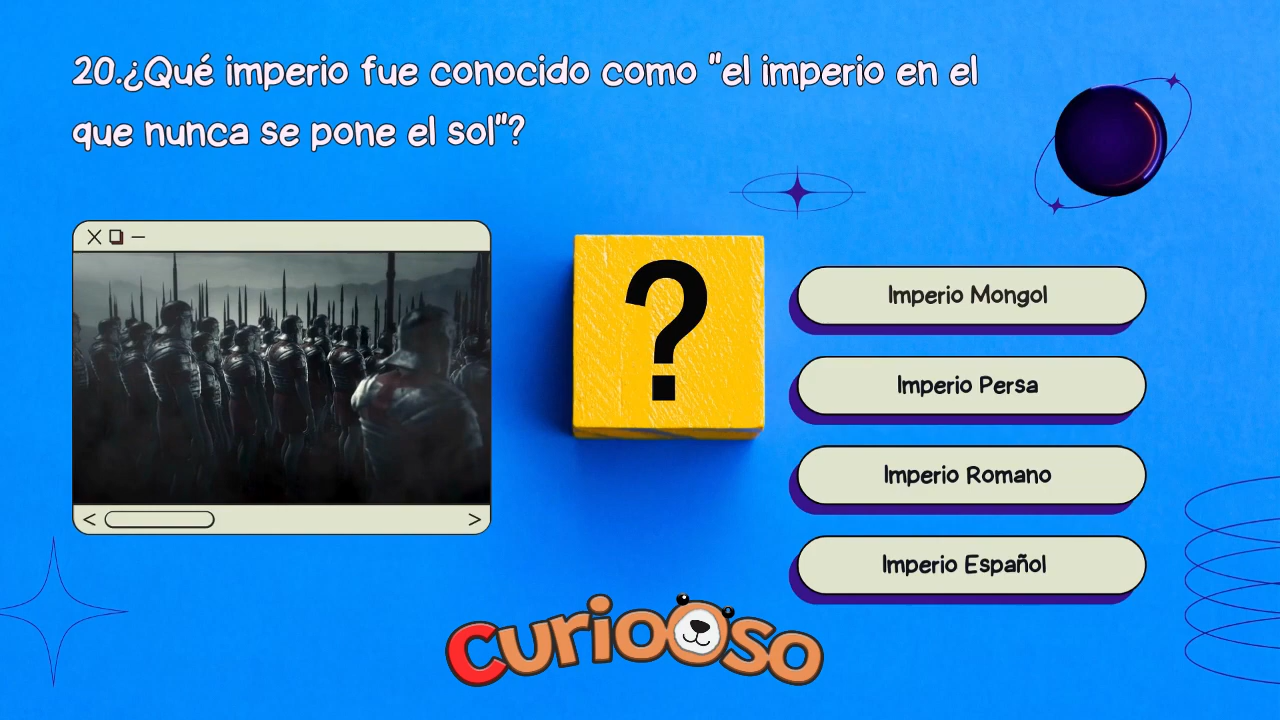 20.¿Qué imperio fue conocido como "el imperio en el
que nunca se pone el sol"?
?
Imperio Mongol
Imperio Persa
Imperio Romano
Imperio Español
CurioOso